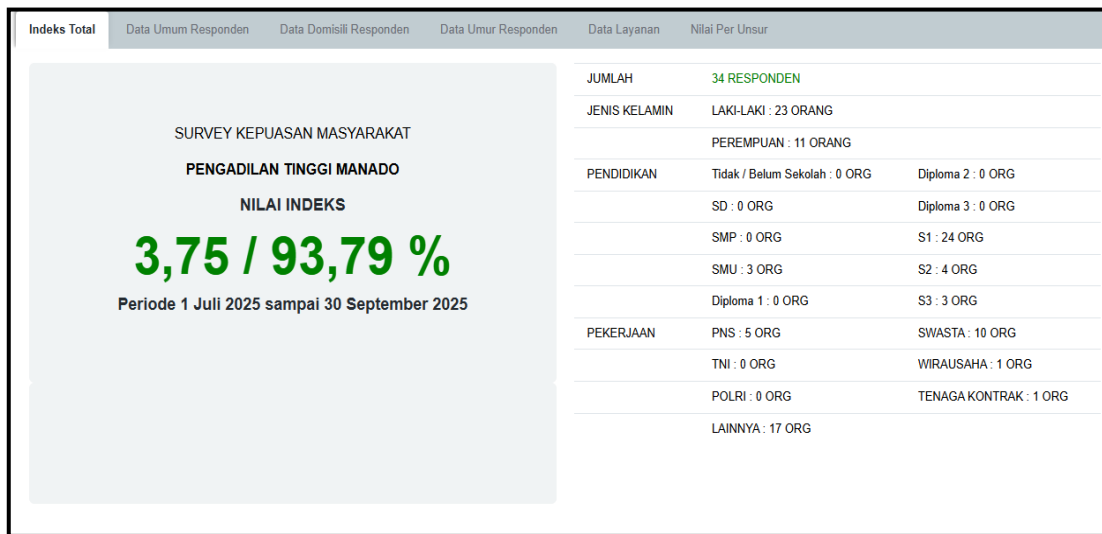 Indeks Total Data Umum Responden Data Domisili Responden Data Umur Responden Data Layanan Nilai Per Unsur
SURVEY KEPUASAN MASYARAKAT
PENGADILAN TINGGI MANADO
NILAI INDEKS
3,75 / 93,79 %
Periode 1 Juli 2025 sampai 30 September 2025
JUMLAH 34 RESPONDEN
JENIS KELAMIN LAKI-LAKI : 23 ORANG
PEREMPUAN : 11 ORANG
PENDIDIKAN Tidak / Belum Sekolah : 0 ORG Diploma 2 : 0 ORG
SD : 0 ORG Diploma 3 : 0 ORG
SMP : 0 ORG S1 : 24 ORG
SMU : 3 ORG S2 : 4 ORG
Diploma 1 : 0 ORG S3 : 3 ORG
PEKERJAAN PNS : 5 ORG SWASTA : 10 ORG
TNI : 0 ORG WIRAUSAHA : 1 ORG
POLRI : 0 ORG TENAGA KONTRAK : 1 ORG
LAINNYA : 17 ORG